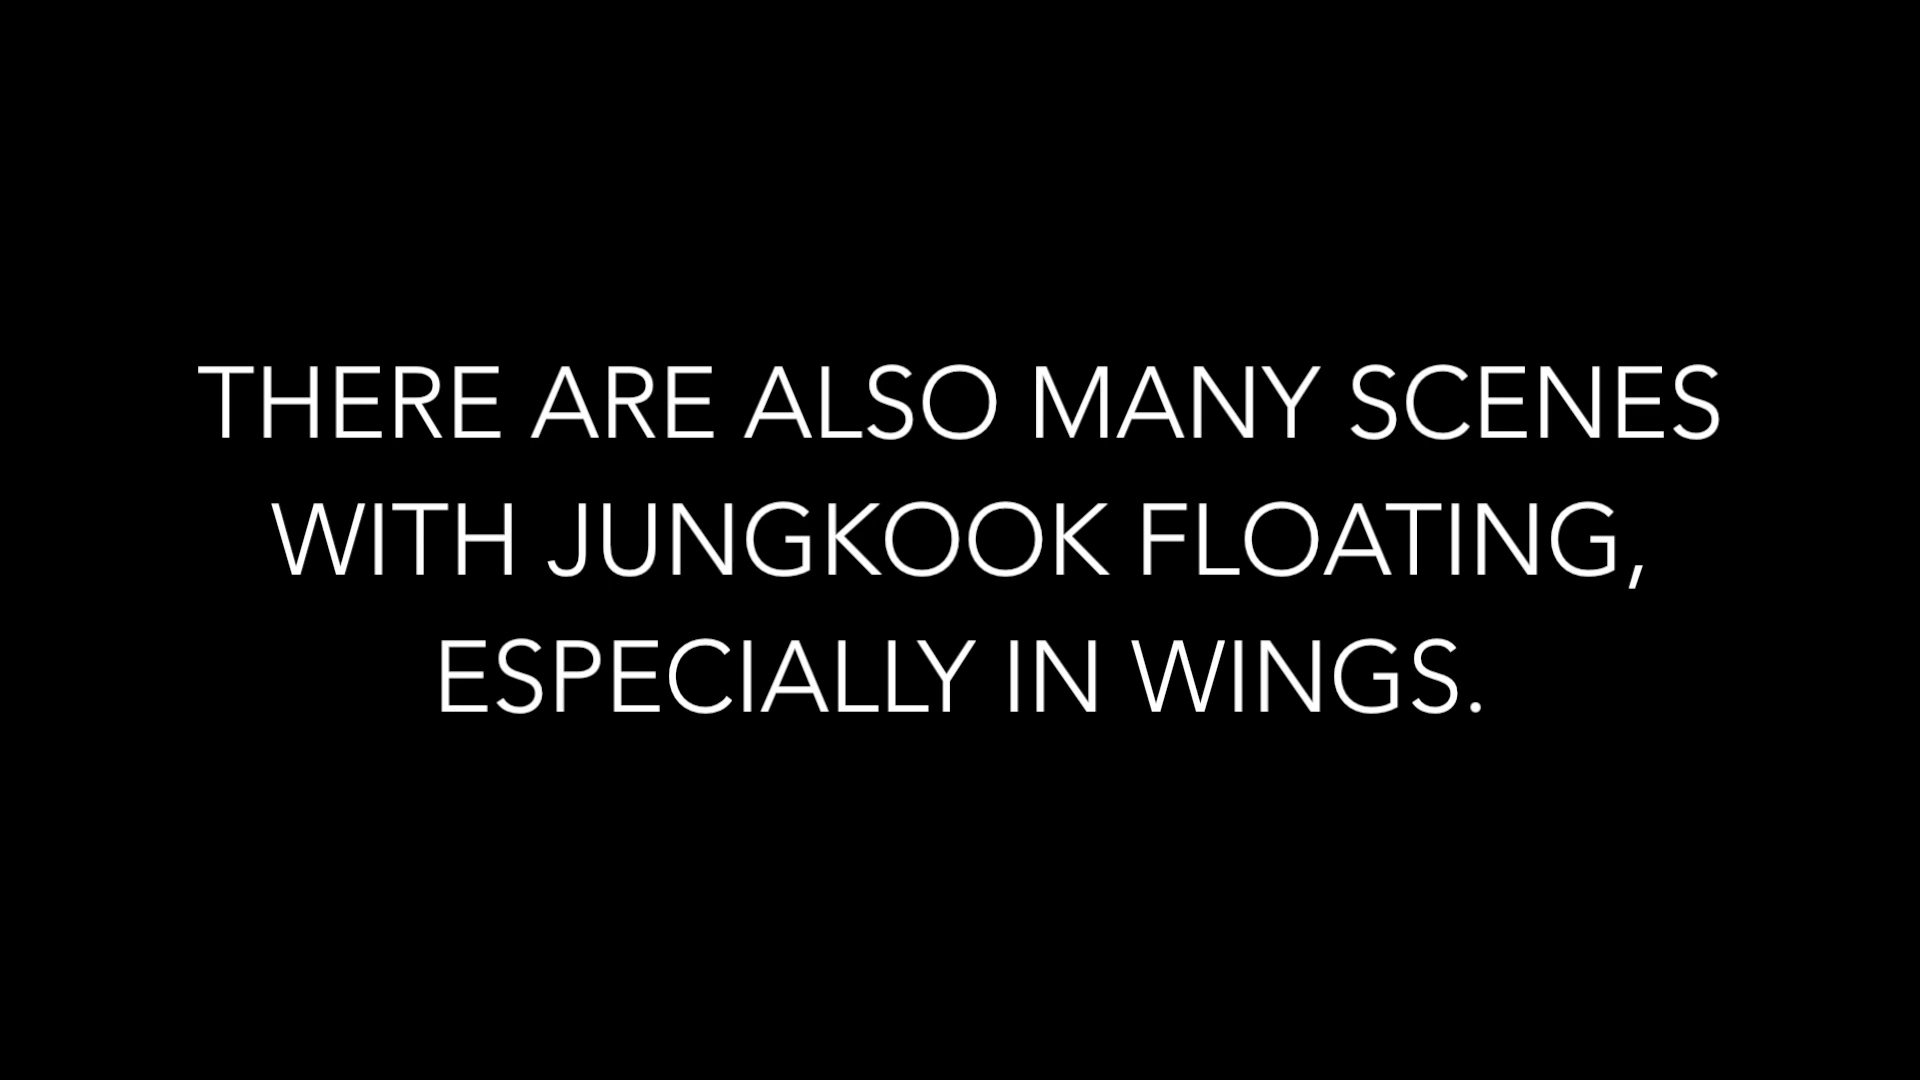 THERE ARE ALSO MANY SCENES
WITH JUNGKOOK FLOATING,
ESPECIALLY IN WINGS.